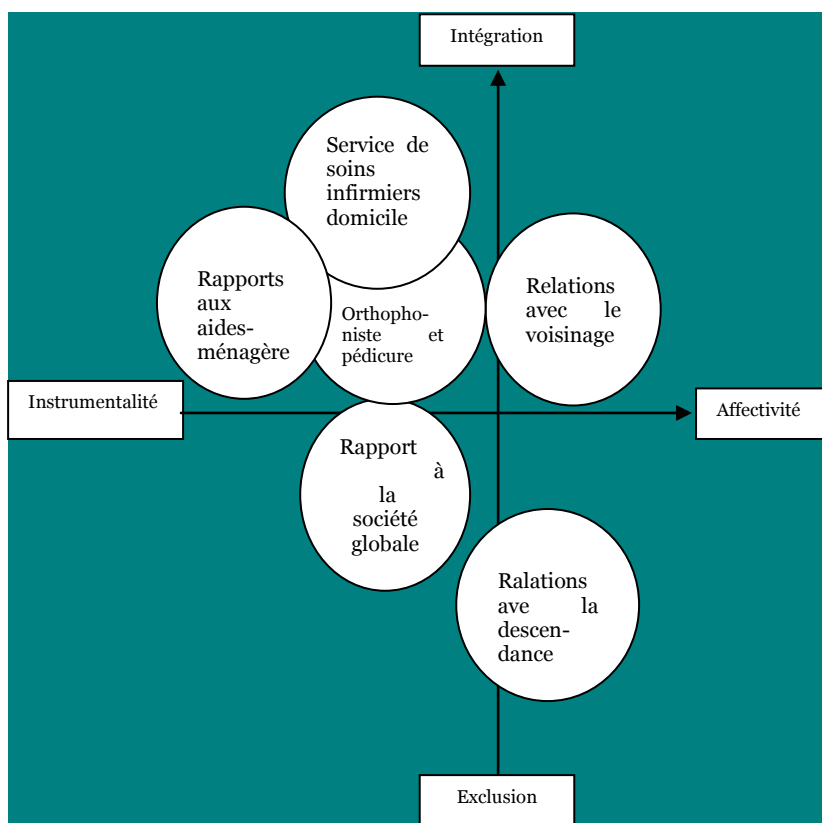 Intégration
Service de
soins
infirmiers
domicile
Rapports
aux
aides-
ménagère
Orthopho-
niste et
pédicure
Relations
avec le
voisinage
Instrumentalité
Affectivité
Rapport
à
la
société
globale
Ralations
ave la
descen-
dance
Exclusion